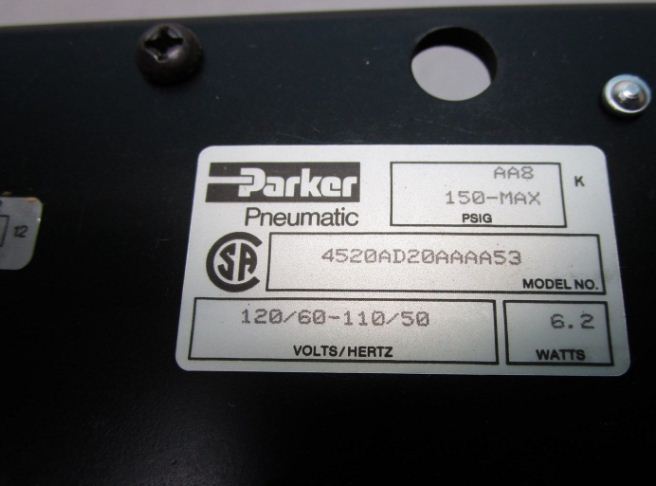 Parker
Pneumatic
AA8
150-MAX
PSIG
K
SA
4520AD20AAAA53
MODEL NO.
120/60-110/50
VOLTS/HERTZ
6.2
WATTS
12